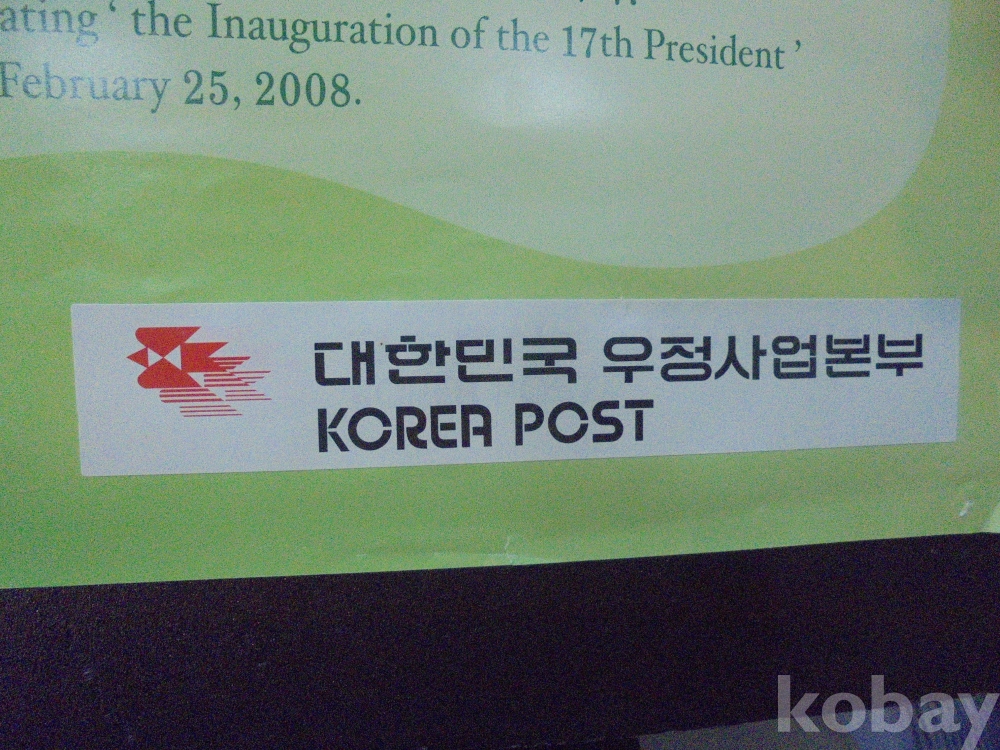 ating ‘ the Inauguration of the 17th President ’
February 25, 2008.
대한민국 우정사업본부
KOREA POST
kobay